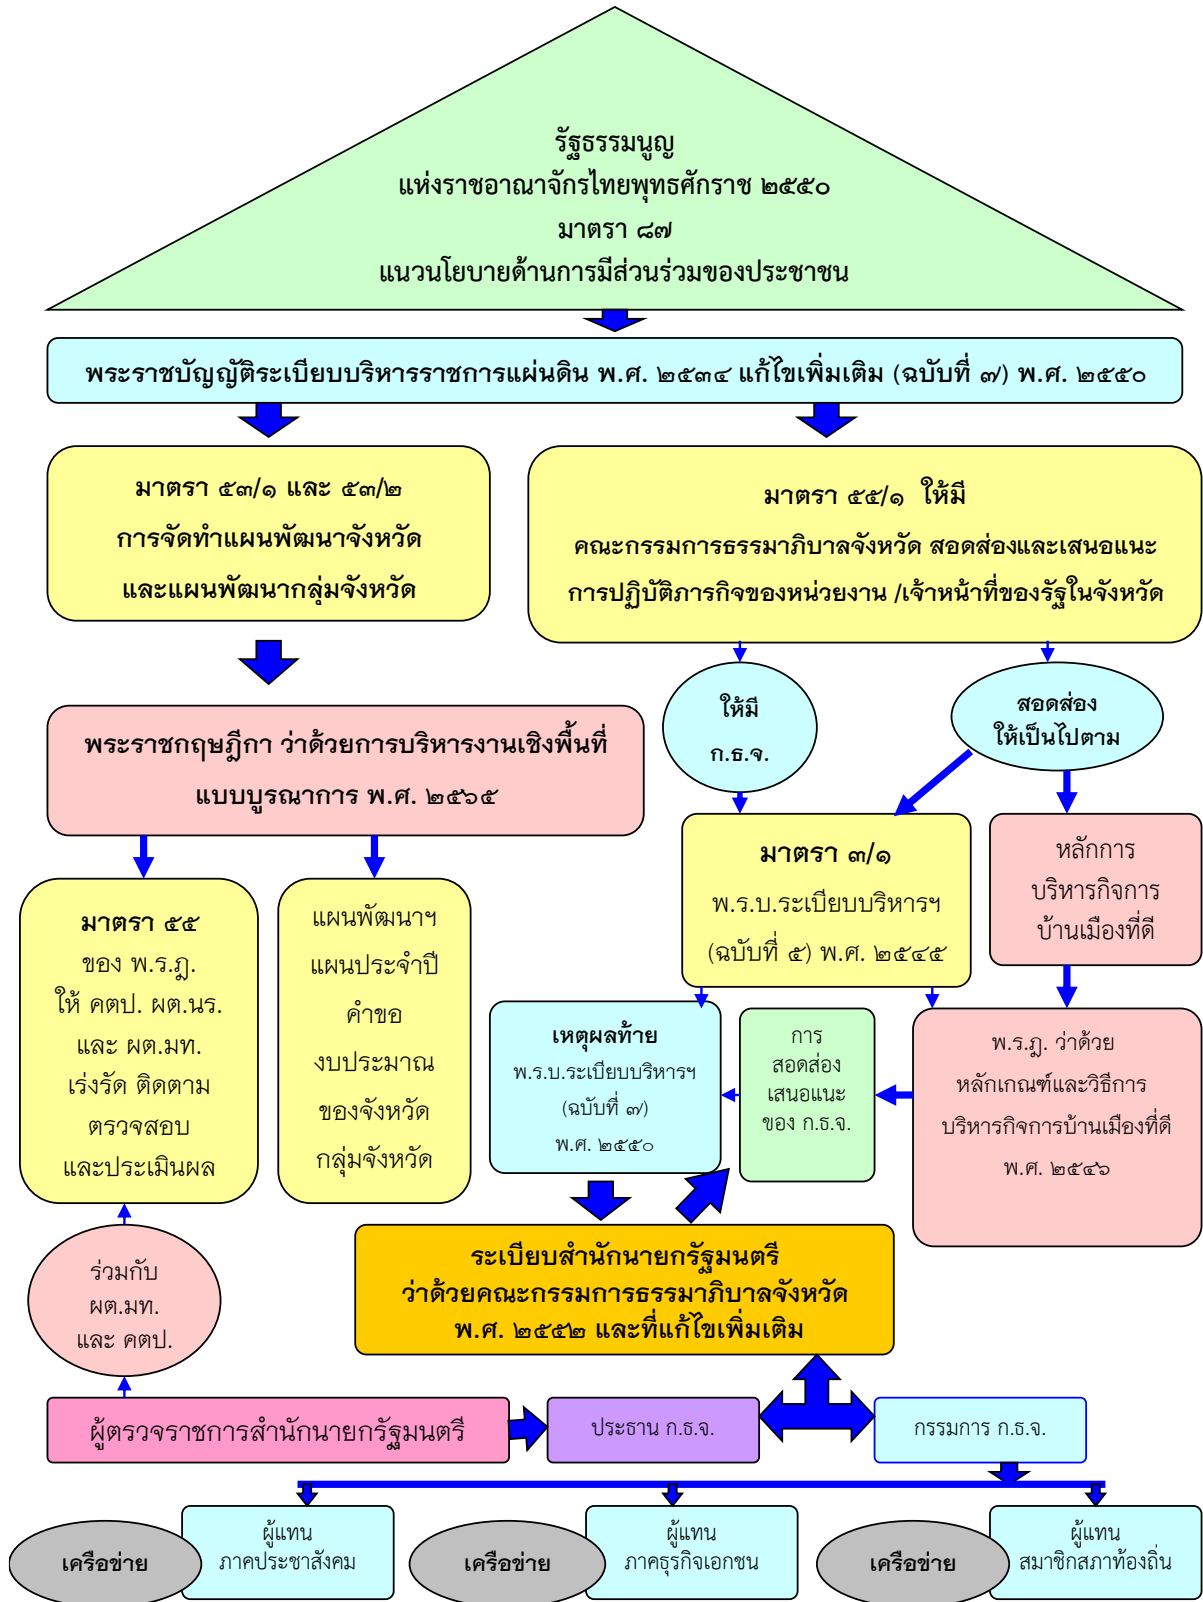 รัฐธรรมนูญ
แห่งราชอาณาจักรไทยพุทธศักราช ๒๕๕๐
มาตรา ๘๗
แนวนโยบายด้านการมีส่วนร่วมของประชาชน
พระราชบัญญัติระเบียบบริหารราชการแผ่นดิน พ.ศ. ๒๕๓๔ แก้ไขเพิ่มเติม (ฉบับที่ ๗) พ.ศ. ๒๕๕๐
มาตรา ๕๓/๑ และ ๕๓/๒
การจัดทำแผนพัฒนาจังหวัด
และแผนพัฒนากลุ่มจังหวัด
มาตรา ๕๕/๑ ให้มี
คณะกรรมการธรรมาภิบาลจังหวัด สอดส่องและเสนอแนะ
การปฏิบัติภารกิจของหน่วยงาน /เจ้าหน้าที่ของรัฐในจังหวัด
ให้มี
ก.ธ.จ.
สอดส่อง
ให้เป็นไปตาม
พระราชกฤษฎีกา ว่าด้วยการบริหารงานเชิงพื้นที่
แบบบูรณาการ พ.ศ. ๒๕๖๕
มาตรา ๓/๑
พ.ร.บ.ระเบียบบริหารฯ
(ฉบับที่ ๕) พ.ศ. ๒๕๔๕
หลักการ
บริหารกิจการ
บ้านเมืองที่ดี
มาตรา ๕๕
ของ พ.ร.ฎ.
ให้ คตป. ผต.นร.
และ ผต.มท.
เร่งรัด ติดตาม
ตรวจสอบ
และประเมินผล
แผนพัฒนาฯ
แผนประจำปี
คำขอ
งบประมาณ
ของจังหวัด
กลุ่มจังหวัด
เหตุผลท้าย
พ.ร.บ.ระเบียบบริหารฯ
(ฉบับที่ ๗)
พ.ศ. ๒๕๕๐
การ
สอดส่อง
เสนอแนะ
ของ ก.ธ.จ.
พ.ร.ฎ. ว่าด้วย
หลักเกณฑ์และวิธีการ
บริหารกิจการบ้านเมืองที่ดี
พ.ศ. ๒๕๔๖
ร่วมกับ
ผต.มท.
และ คตป.
ระเบียบสำนักนายกรัฐมนตรี
ว่าด้วยคณะกรรมการธรรมาภิบาลจังหวัด
พ.ศ. ๒๕๕๒ และที่แก้ไขเพิ่มเติม
ผู้ตรวจราชการสำนักนายกรัฐมนตรี
ประธาน ก.ธ.จ.
กรรมการ ก.ธ.จ.
เครือข่าย
ผู้แทน
ภาคประชาสังคม
เครือข่าย
ผู้แทน
ภาคธุรกิจเอกชน
เครือข่าย
ผู้แทน
สมาชิกสภาท้องถิ่น